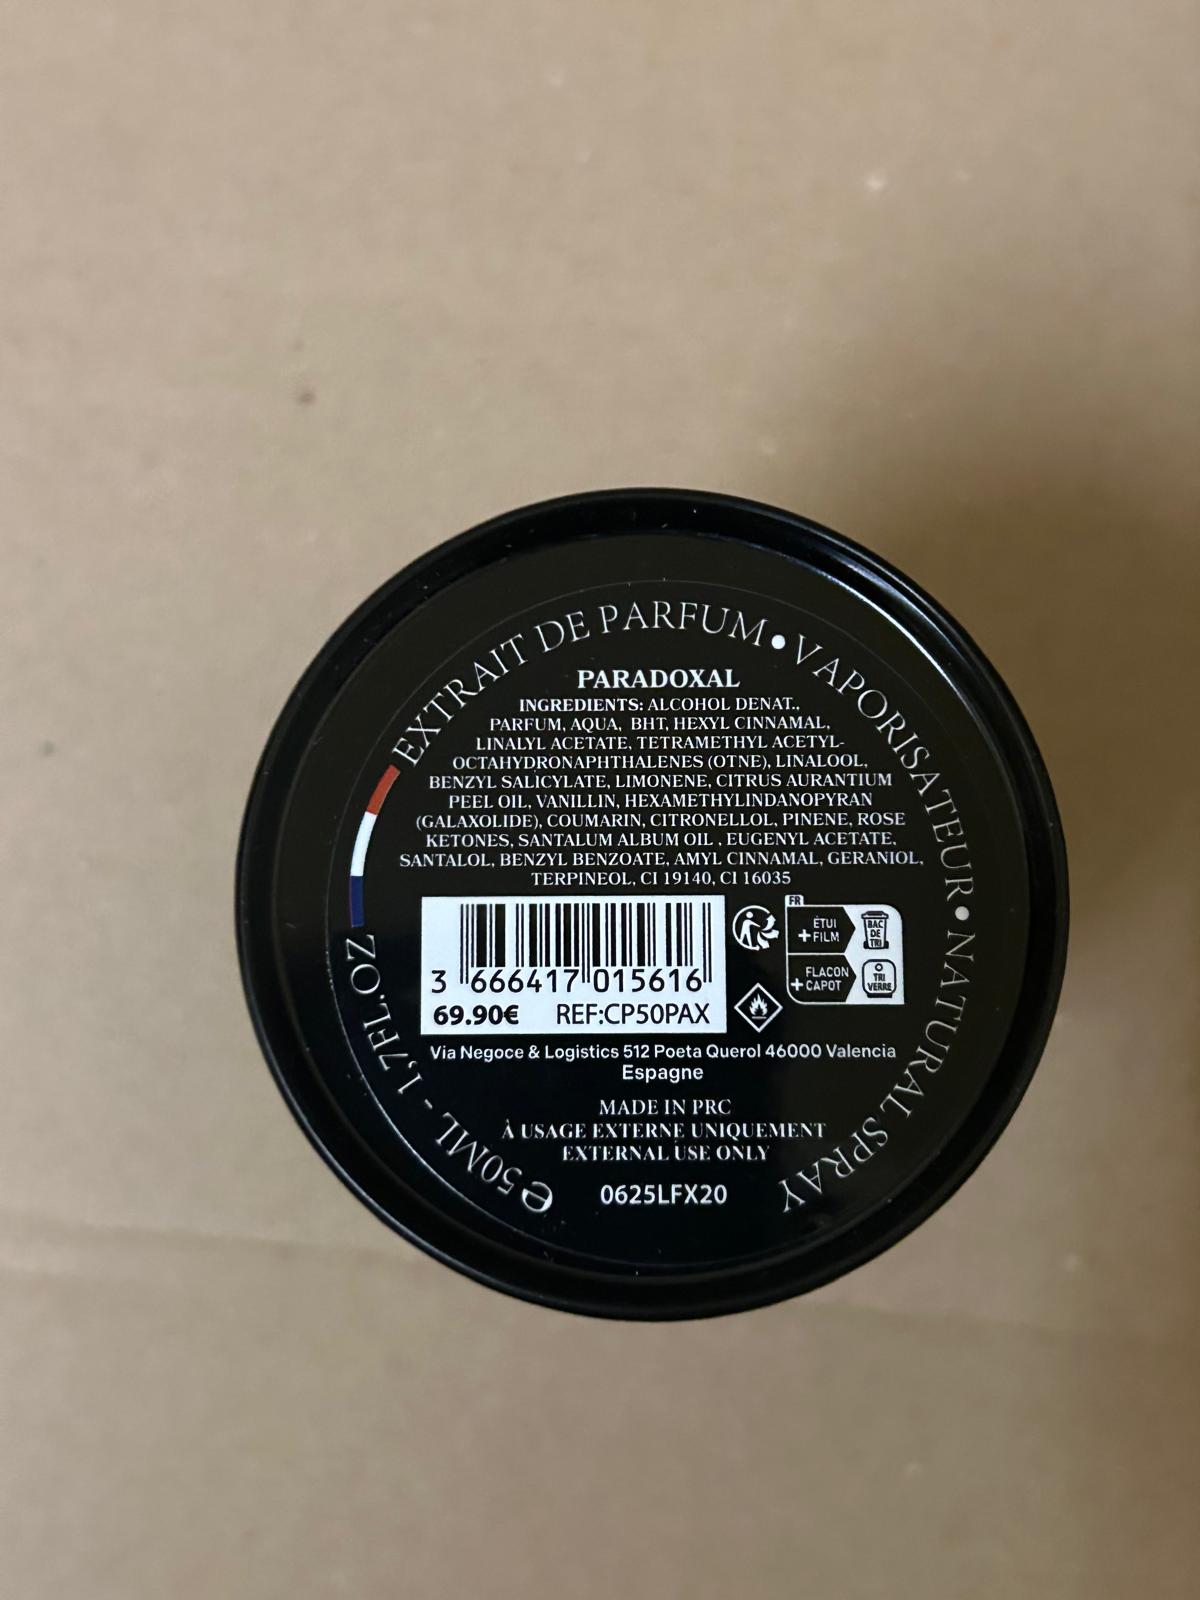 EXTRAIT DE PARFUM • VAPORISATEUR • NATURAL SPRAY
℮ 50ML - 1,7FL.OZ
PARADOXAL
INGREDIENTS: ALCOHOL DENAT.,
PARFUM, AQUA, BHT, HEXYL CINNAMAL,
LINALYL ACETATE, TETRAMETHYL ACETYL-
OCTAHYDRONAPHTHALENES (OTNE), LINALOOL,
BENZYL SALICYLATE, LIMONENE, CITRUS AURANTIUM
PEEL OIL, VANILLIN, HEXAMETHYLINDANOPYRAN
(GALAXOLIDE), COUMARIN, CITRONELLOL, PINENE, ROSE
KETONES, SANTALUM ALBUM OIL , EUGENYL ACETATE,
SANTALOL, BENZYL BENZOATE, AMYL CINNAMAL, GERANIOL,
TERPINEOL, CI 19140, CI 16035
3 666417 015616
69.90€ REF:CP50PAX
FR
ÉTUI
+ FILM
BAC
DE
TRI
FLACON
+ CAPOT
TRI
VERRE
Via Negoce & Logistics 512 Poeta Querol 46000 Valencia
Espagne
MADE IN PRC
À USAGE EXTERNE UNIQUEMENT
EXTERNAL USE ONLY
0625LFX20